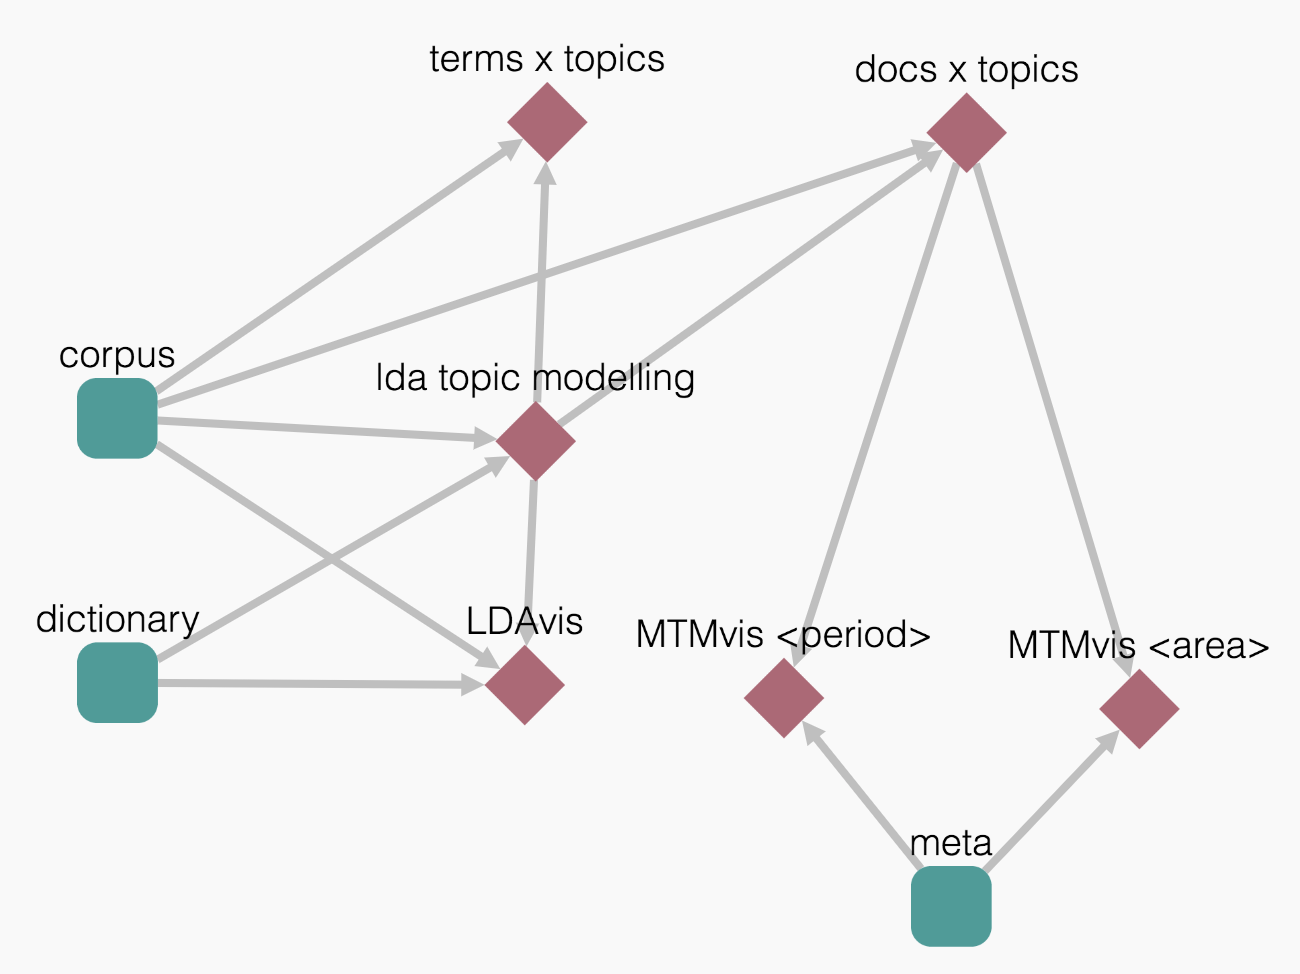 terms x topics
docs x topics
corpus
lda topic modelling
dictionary
LDAvis
MTMvis <period>
MTMvis <area>
meta